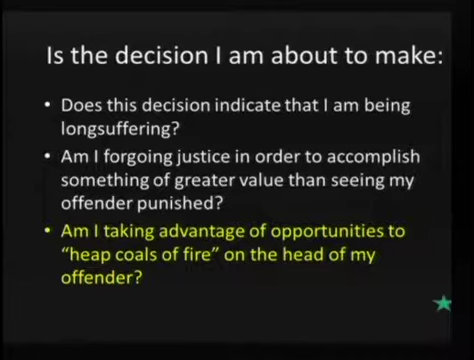 Is the decision I am about to make:
• Does this decision indicate that I am being
longsuffering?
• Am I forgoing justice in order to accomplish
something of greater value than seeing my
offender punished?
• Am I taking advantage of opportunities to
“heap coals of fire” on the head of my
offender?